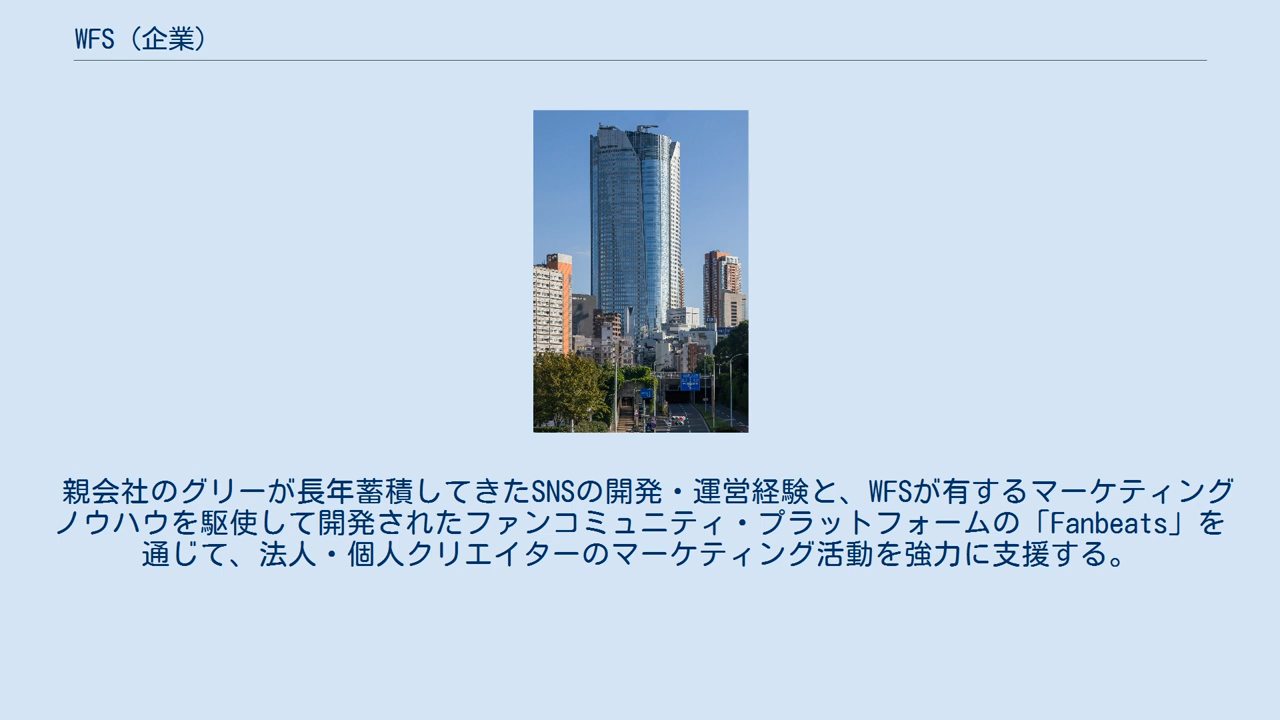 WFS（企業）
親会社のグリーが長年蓄積してきたSNSの開発・運営経験と、WFSが有するマーケティング
ノウハウを駆使して開発されたファンコミュニティ・プラットフォームの「Fanbeats」を
通じて、法人・個人クリエイターのマーケティング活動を強力に支援する。